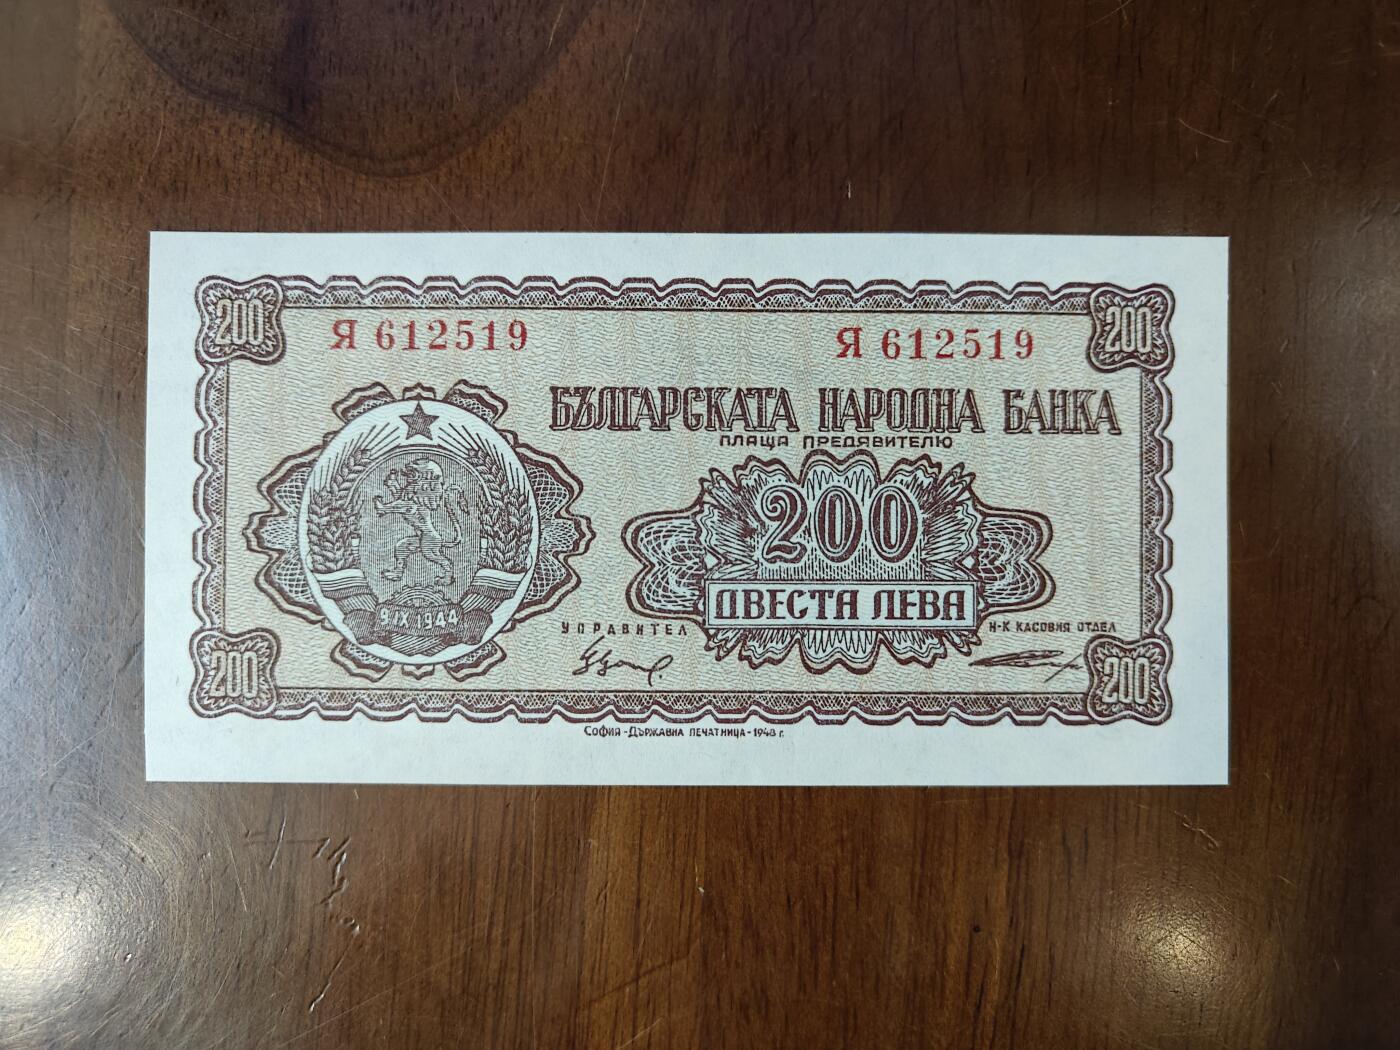 200 200
Я 612519 Я 612519
БЪЛГАРСКАТА НАРОДНА БАНКА
ПЛАЩА ПРЕДЯВИТЕЛЮ
200
ДВЕСТА ЛЕВА
9 IX 1944
УПРАВИТЕЛ Н-К КАСОВИЯ ОТДЕЛ
200 200
СОФИЯ - ДЪРЖАВНА ПЕЧАТНИЦА - 1948 г.